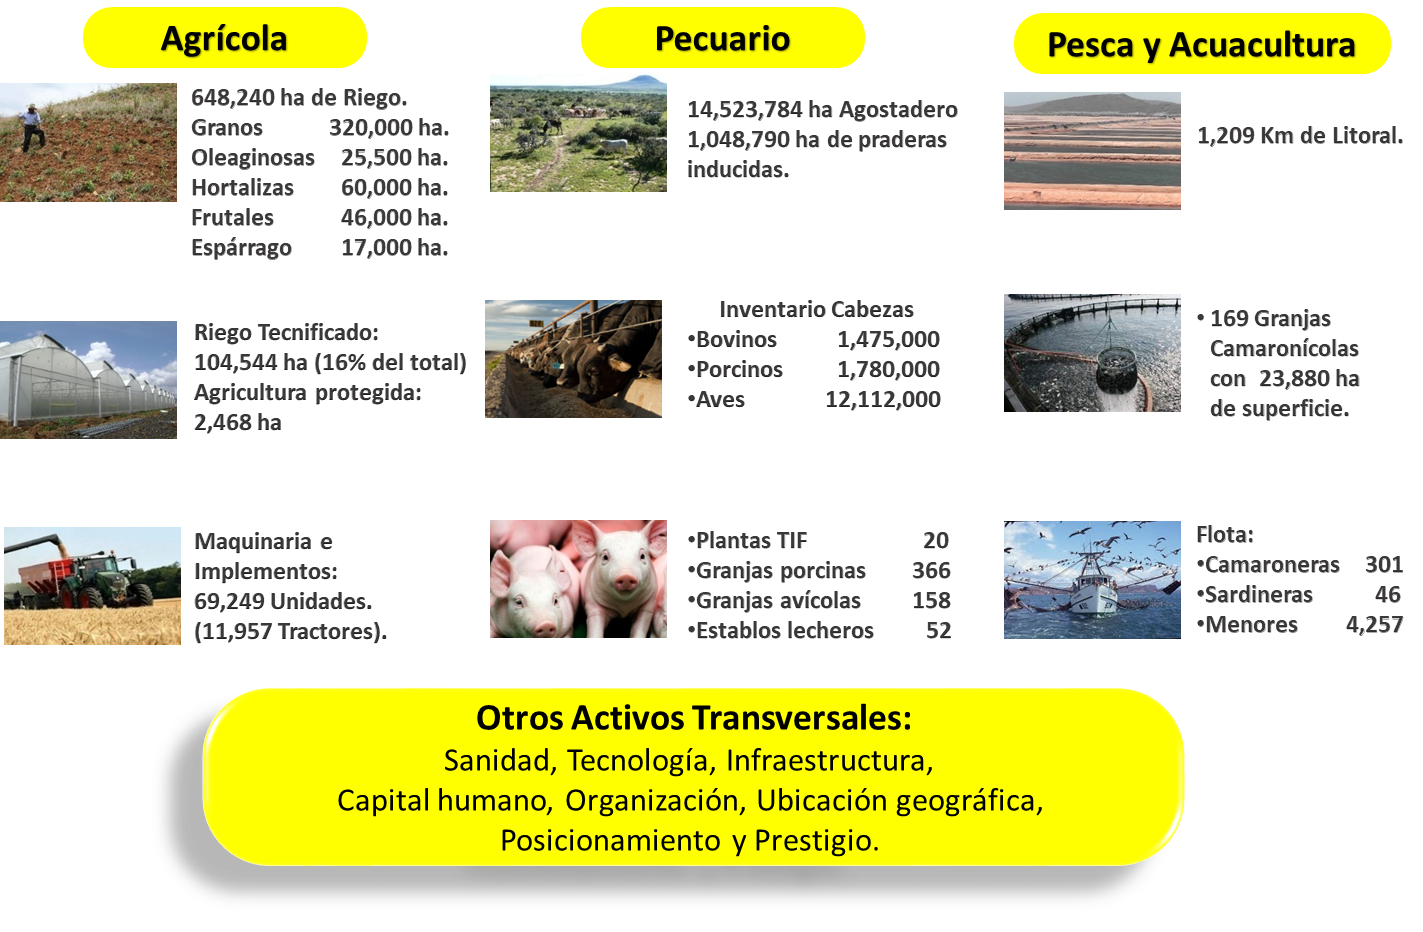 Agrícola
648,240 ha de Riego.
Granos 320,000 ha.
Oleaginosas 25,500 ha.
Hortalizas 60,000 ha.
Frutales 46,000 ha.
Espárrago 17,000 ha.
Riego Tecnificado:
104,544 ha (16% del total)
Agricultura protegida:
2,468 ha
Maquinaria e
Implementos:
69,249 Unidades.
(11,957 Tractores).
Pecuario
14,523,784 ha Agostadero
1,048,790 ha de praderas
inducidas.
Inventario Cabezas
•Bovinos 1,475,000
•Porcinos 1,780,000
•Aves 12,112,000
•Plantas TIF 20
•Granjas porcinas 366
•Granjas avícolas 158
•Establos lecheros 52
Pesca y Acuacultura
1,209 Km de Litoral.
• 169 Granjas
Camaronícolas
con 23,880 ha
de superficie.
Flota:
•Camaroneras 301
•Sardineras 46
•Menores 4,257
Otros Activos Transversales:
Sanidad, Tecnología, Infraestructura,
Capital humano, Organización, Ubicación geográfica,
Posicionamiento y Prestigio.